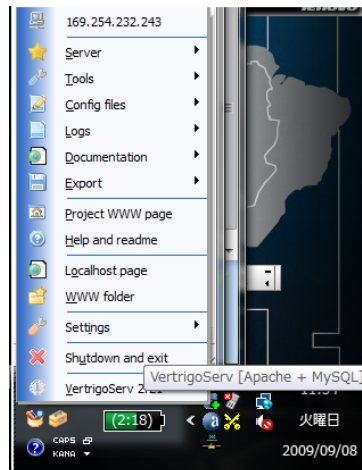 lenovo
169.254.232.243
Server
Tools
Config files
Logs
Documentation
Export
Project WWW page
Help and readme
Localhost page
WWW folder
Settings
Shutdown and exit
VertrigoServ [Apache + MySQL]
VertrigoServ 2.21
(2:18)
火曜日
CAPS
KANA
2009/09/08